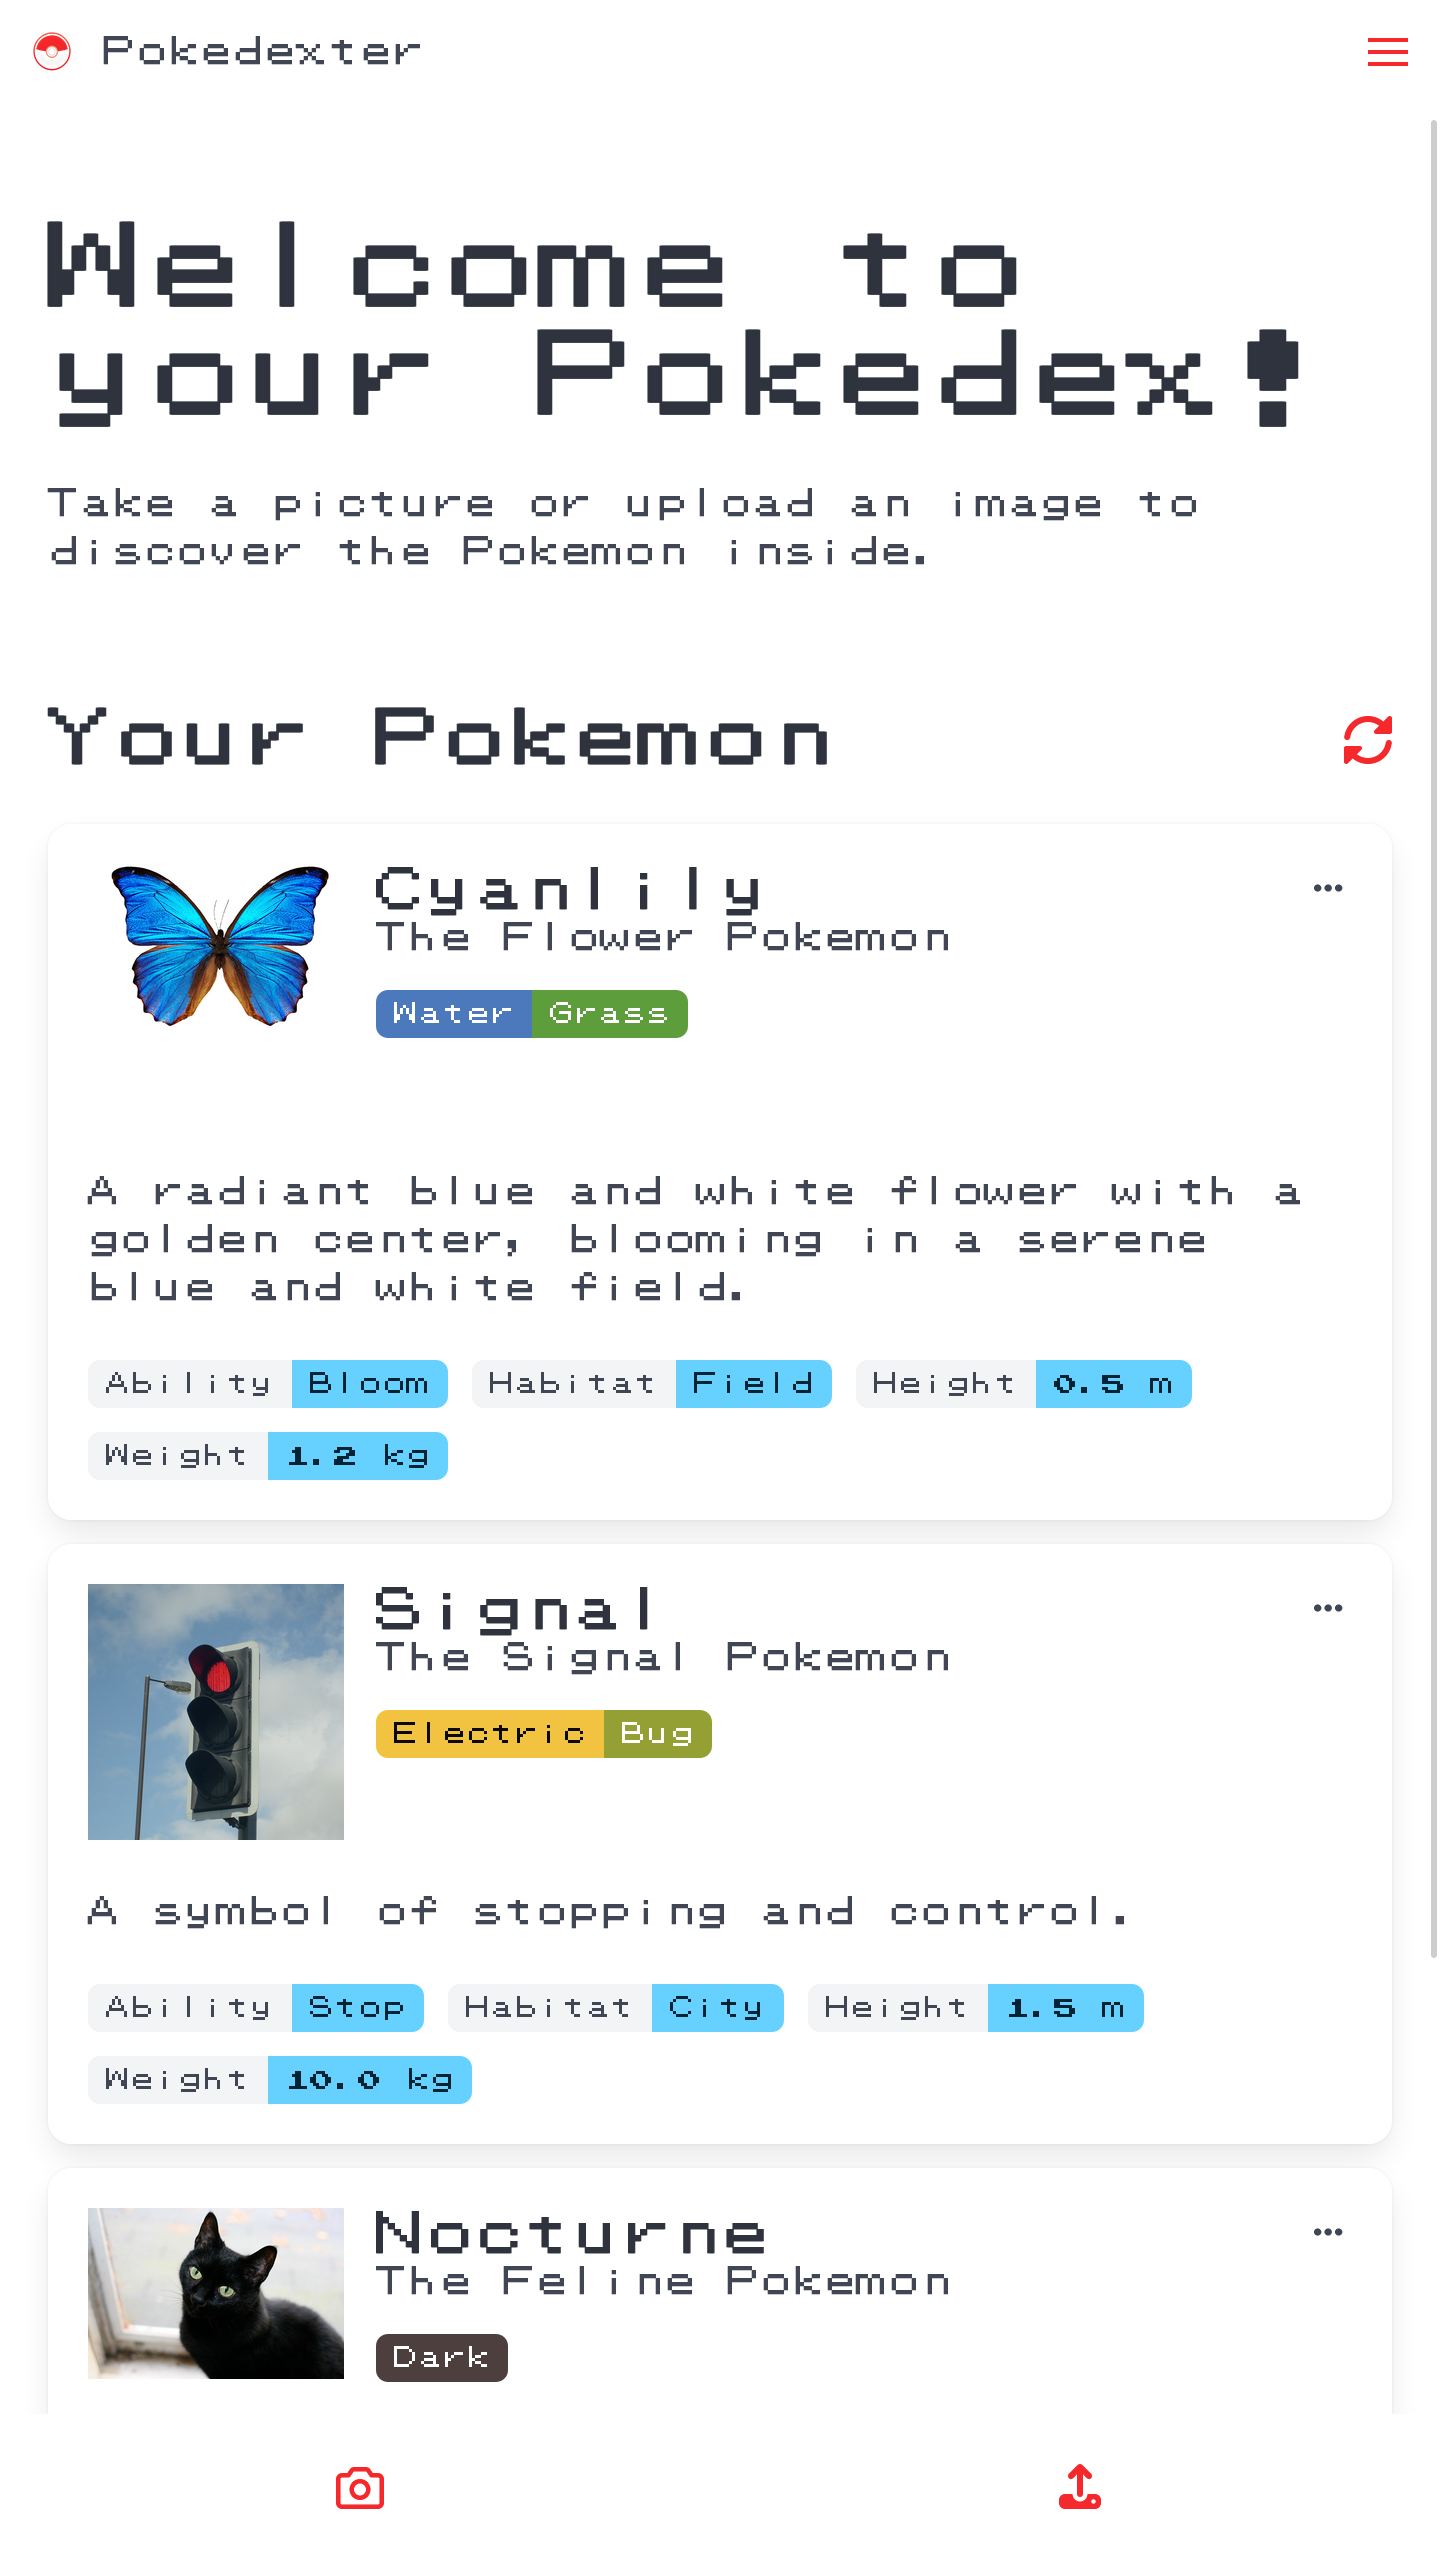 Pokedexter
Welcome to
your Pokedex!
Take a picture or upload an image to
discover the Pokemon inside.
Your Pokemon
Cyanlily
The Flower Pokemon
Water Grass
A radiant blue and white flower with a
golden center, blooming in a serene
blue and white field.
Ability Bloom Habitat Field Height 0.5 m
Weight 1.2 kg
Signal
The Signal Pokemon
Electric Bug
A symbol of stopping and control.
Ability Stop Habitat City Height 1.5 m
Weight 10.0 kg
Nocturne
The Feline Pokemon
Dark